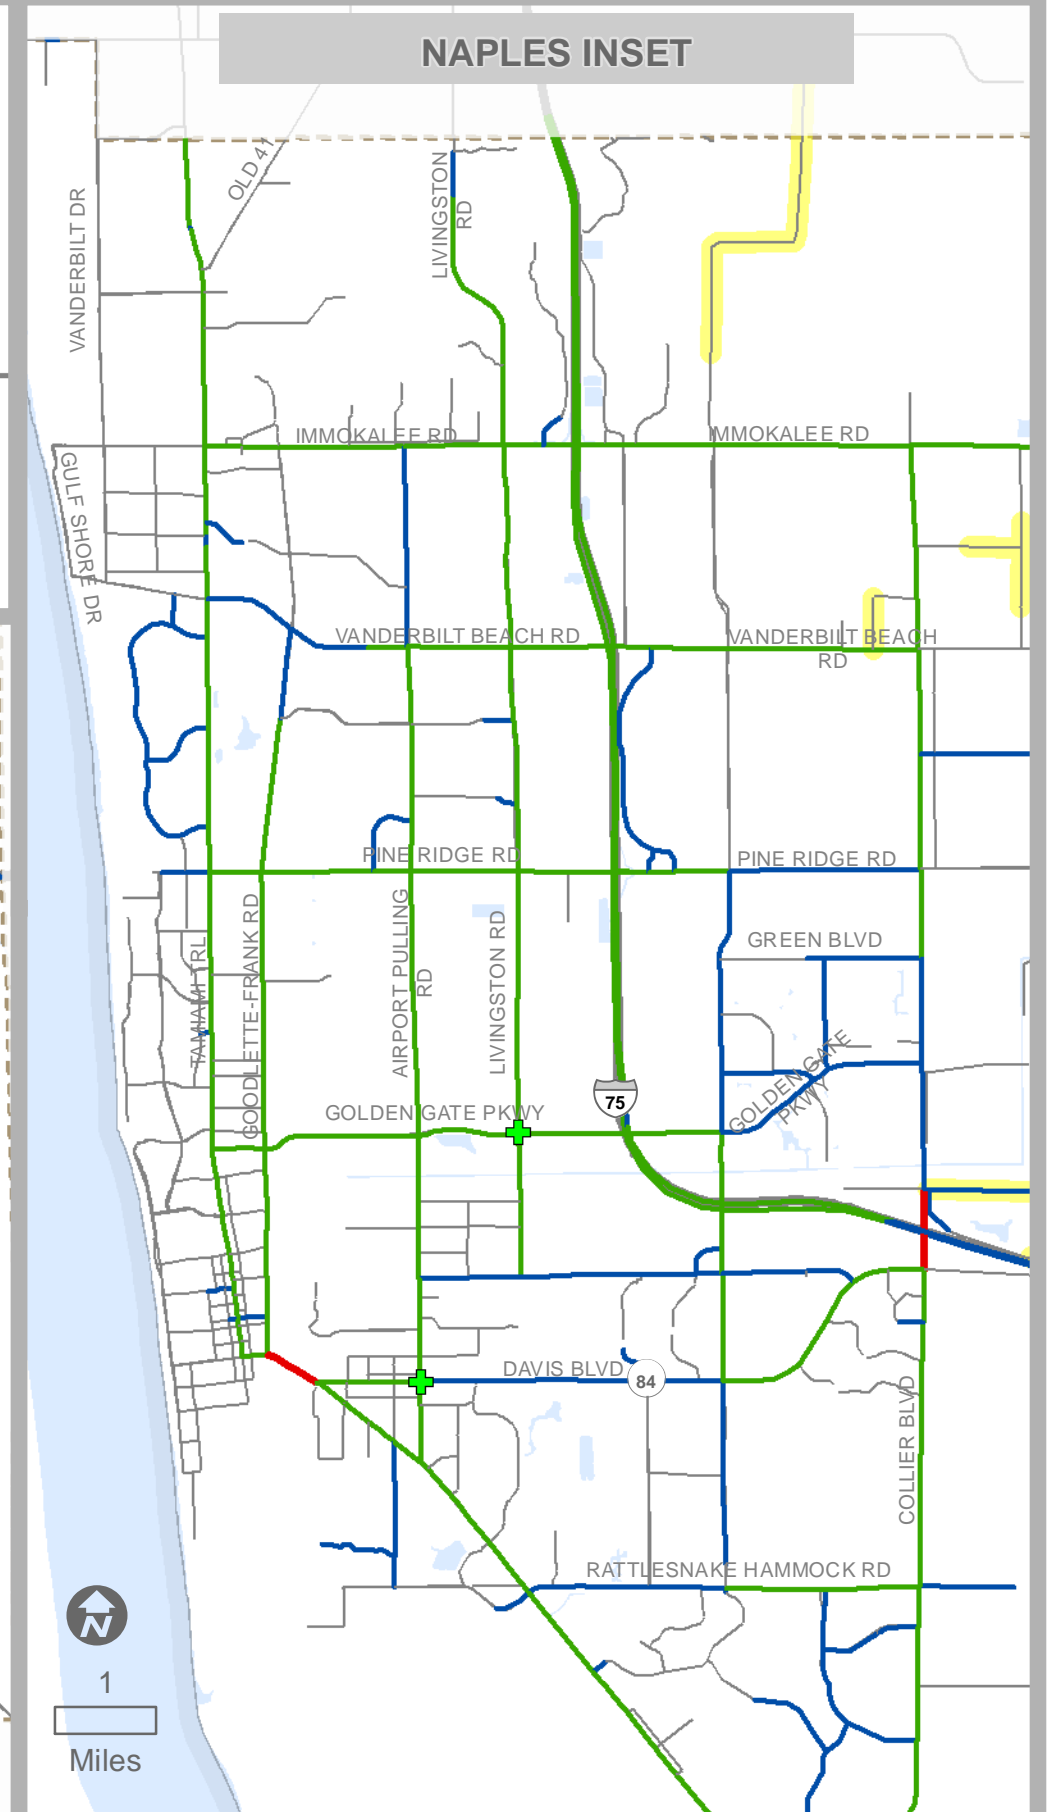 NAPLES INSET
OLD 41
LIVINGSTON
RD
VANDERBILT DR
IMMOKALEE RD
IMMOKALEE RD
GULF SHORE DR
VANDERBILT BEACH RD
VANDERBILT BEACH
RD
PINE RIDGE RD
PINE RIDGE RD
GREEN BLVD
TAMIAMI TRL
GOODLETTE-FRANK RD
AIRPORT PULLING
RD
LIVINGSTON RD
GOLDEN GATE
PKWY
75
GOLDEN GATE PKWY
DAVIS BLVD
84
COLLIER BLVD
RATTLESNAKE HAMMOCK RD
N
1
Miles